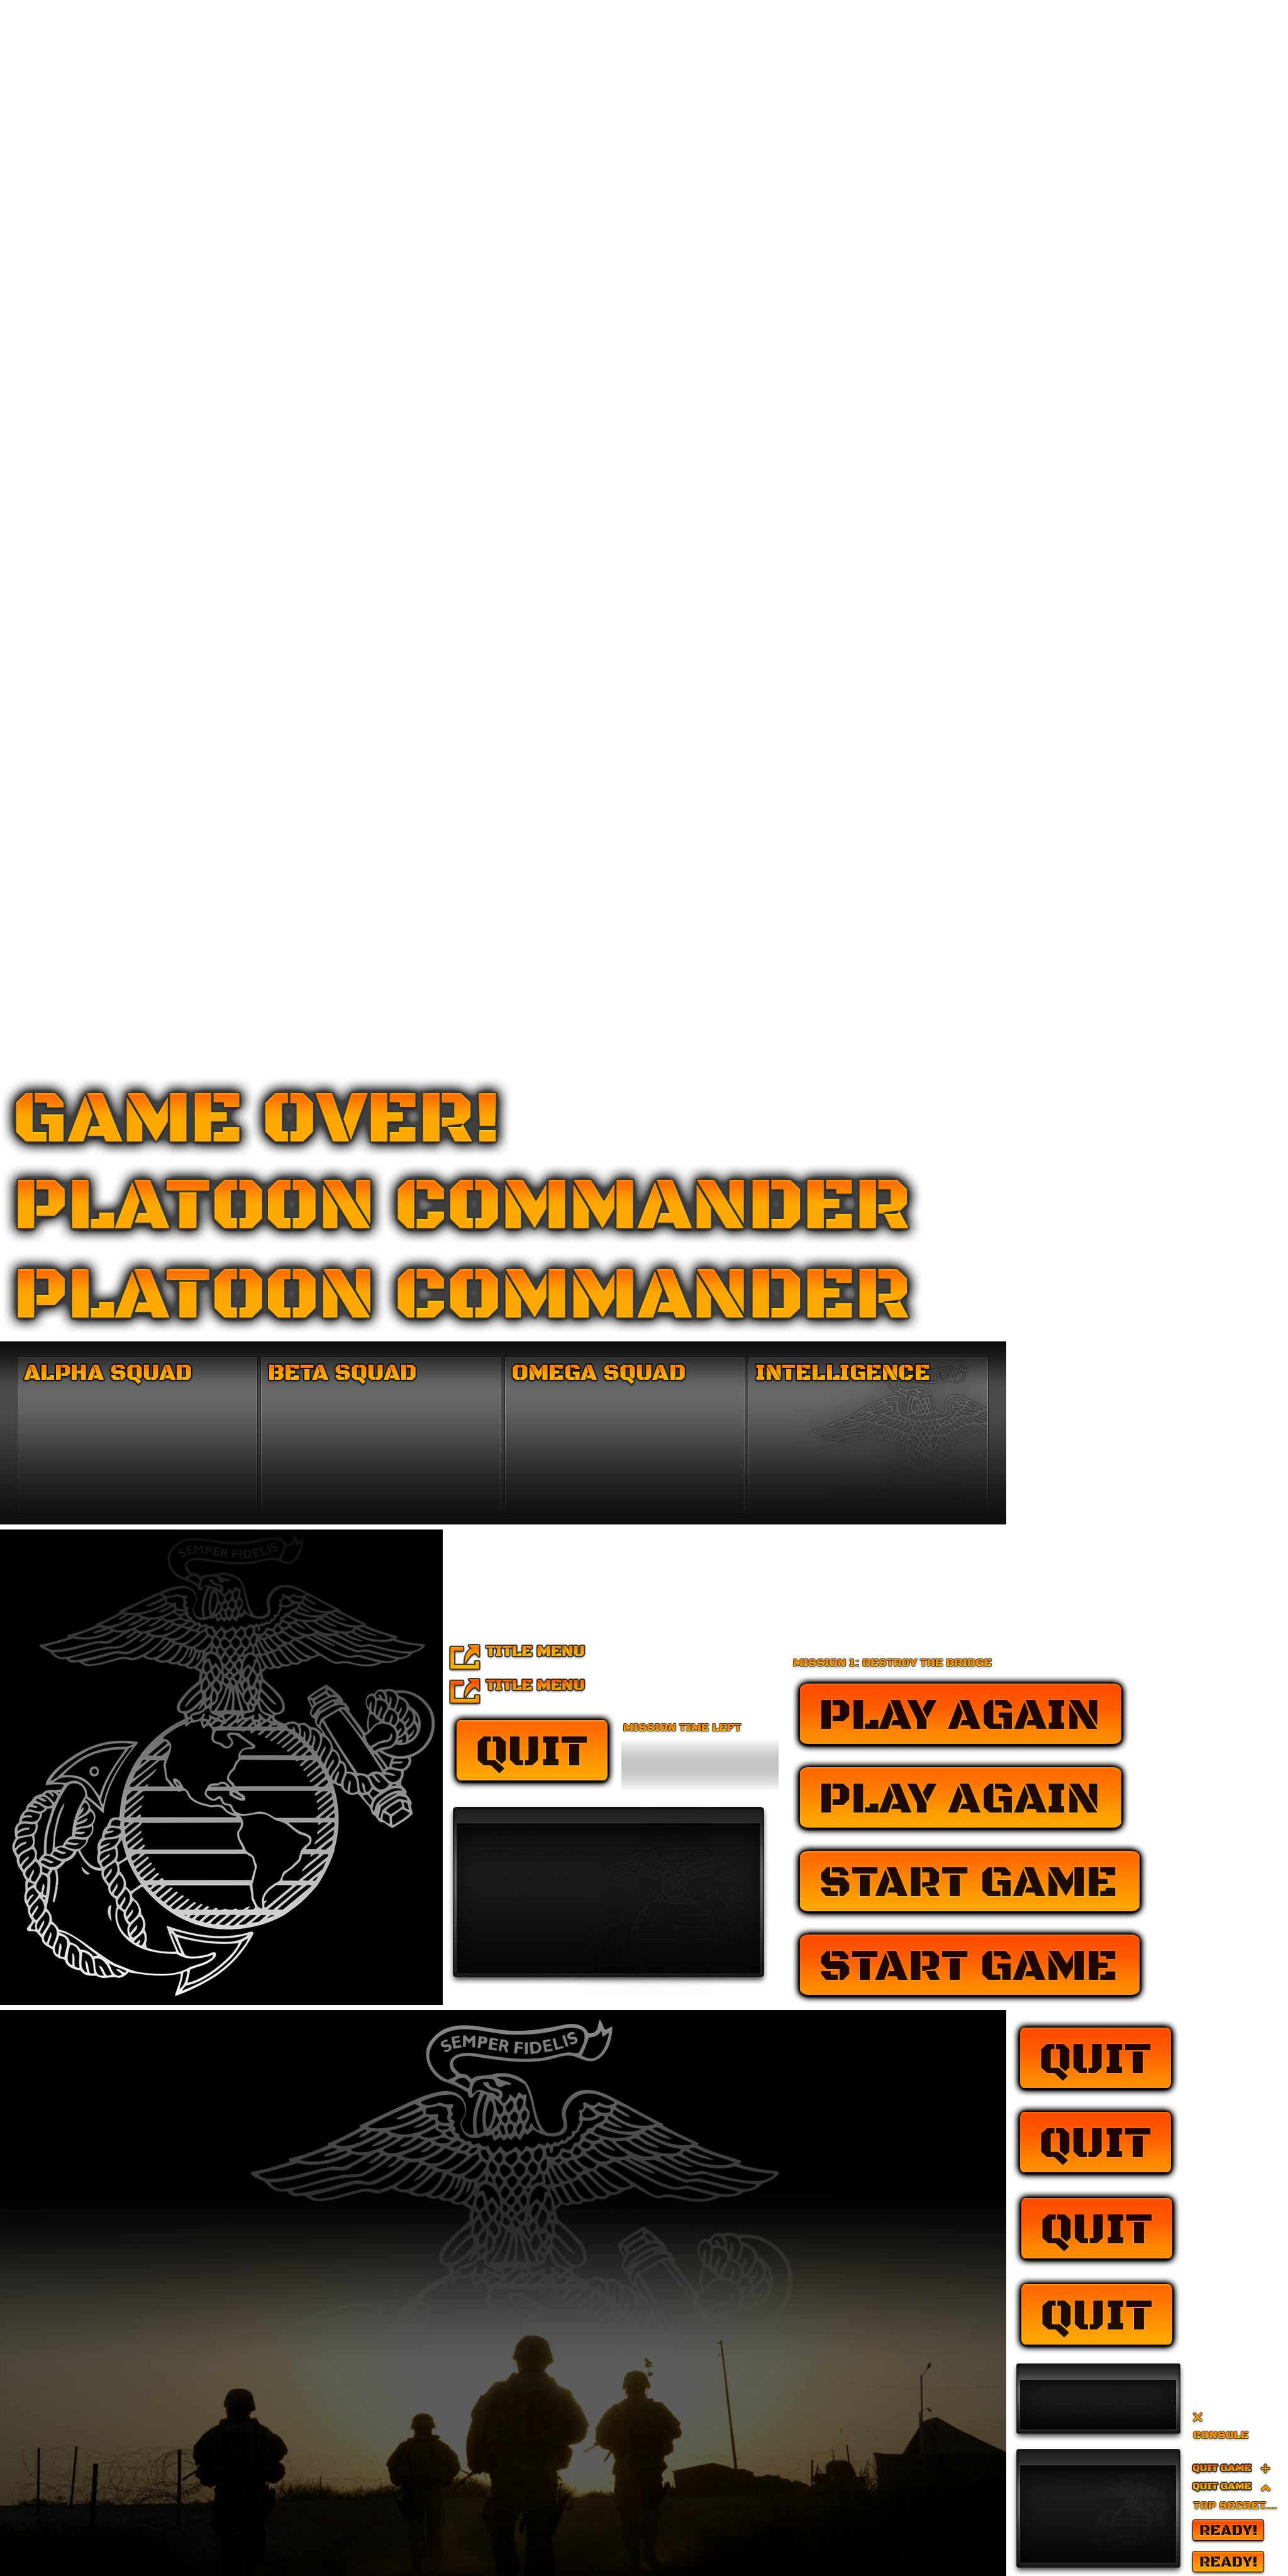 GAME OVER!
PLATOON COMMANDER
PLATOON COMMANDER
ALPHA SQUAD
BETA SQUAD
OMEGA SQUAD
INTELLIGENCE
SEMPER FIDELIS
TITLE MENU
TITLE MENU
QUIT
MISSION TIME LEFT
MISSION 1: DESTROY THE BRIDGE
PLAY AGAIN
PLAY AGAIN
START GAME
START GAME
SEMPER FIDELIS
QUIT
QUIT
QUIT
QUIT
CONSOLE
QUIT GAME
QUIT GAME
TOP SECRET...
READY!
READY!